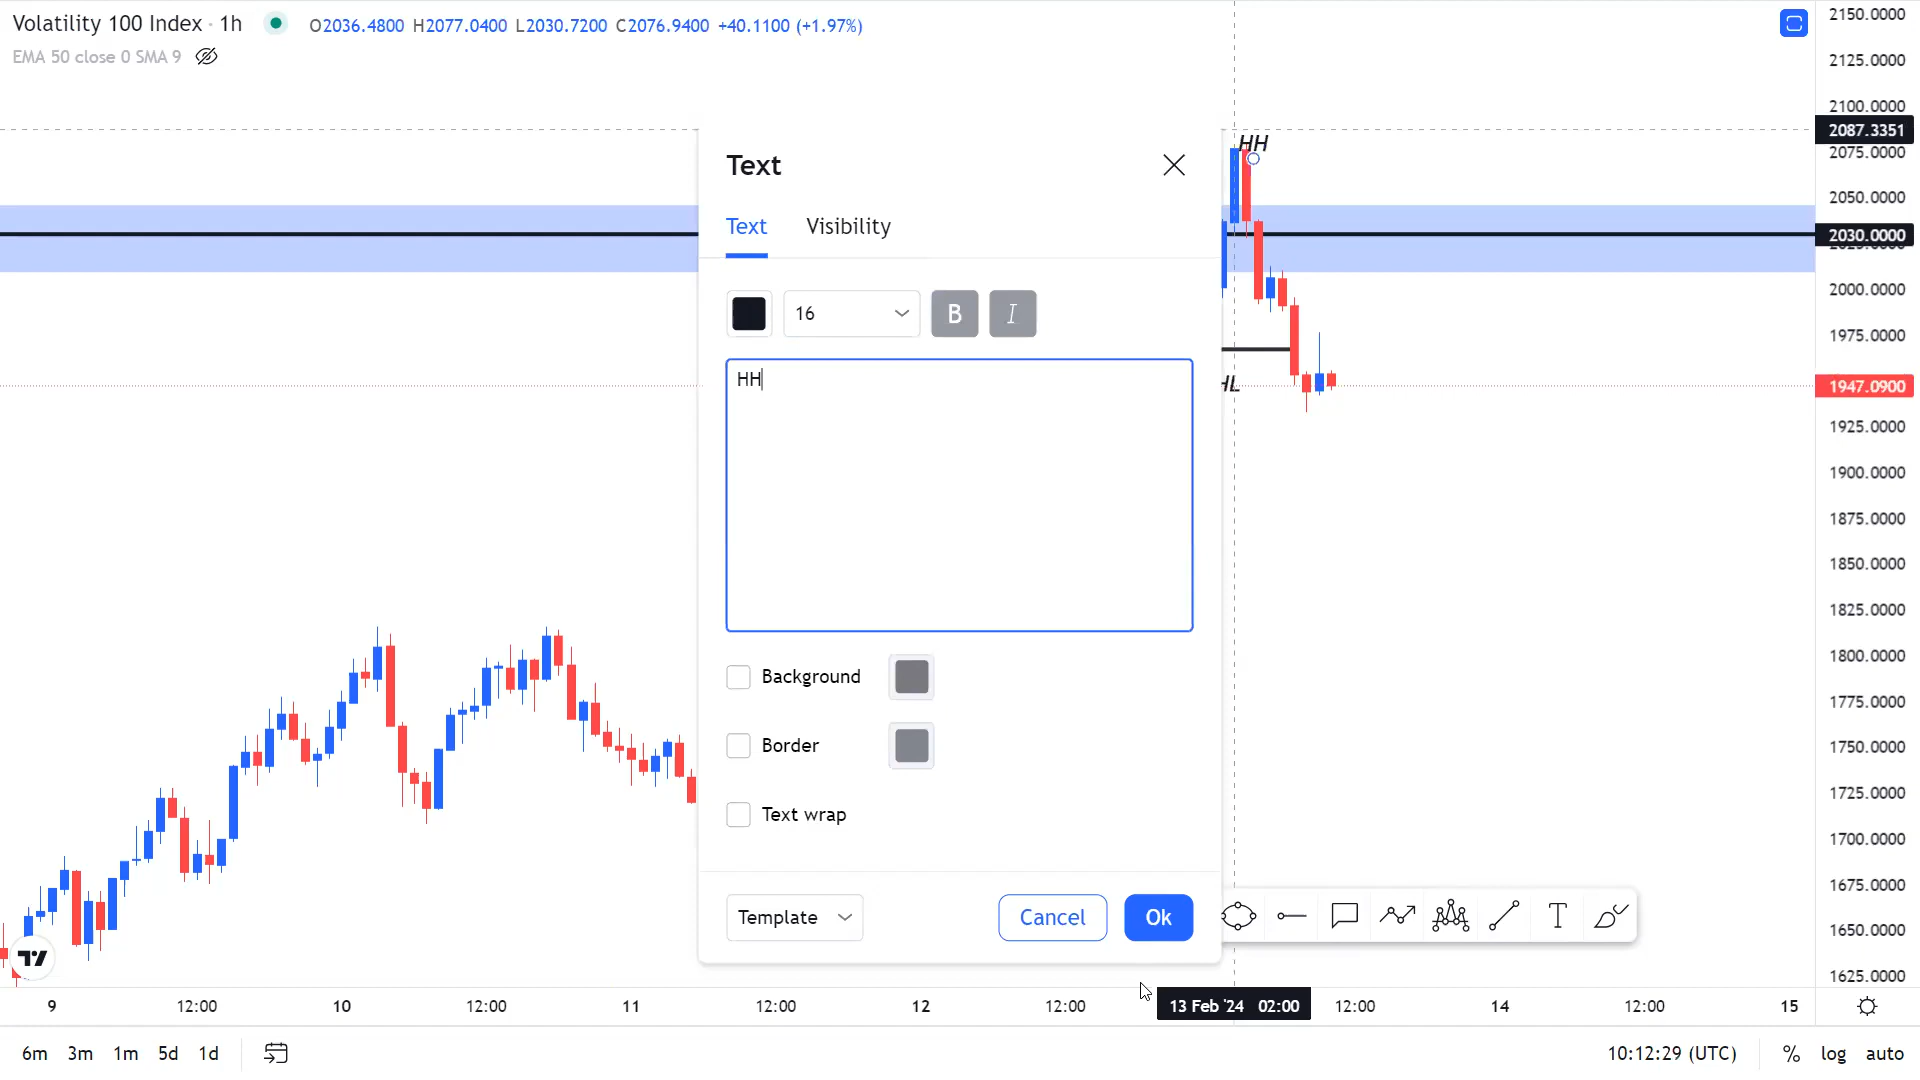 Volatility 100 Index · 1h O2036.4800 H2077.0400 L2030.7200 C2076.9400 +40.1100 (+1.97%)
EMA 50 close 0 SMA 9
2150.0000
2125.0000
2100.0000
2087.3351
2075.0000
2050.0000
2030.0000
2000.0000
1975.0000
1947.0900
1925.0000
1900.0000
1875.0000
1850.0000
1825.0000
1800.0000
1775.0000
1750.0000
1725.0000
1700.0000
1675.0000
1650.0000
1625.0000
HH
HL
Text
Text Visibility
16 B I
HH
Background
Border
Text wrap
Template Cancel Ok
9 12:00 10 12:00 11 12:00 12 12:00 13 Feb '24 02:00 12:00 14 12:00 15
6m 3m 1m 5d 1d 10:12:29 (UTC) % log auto